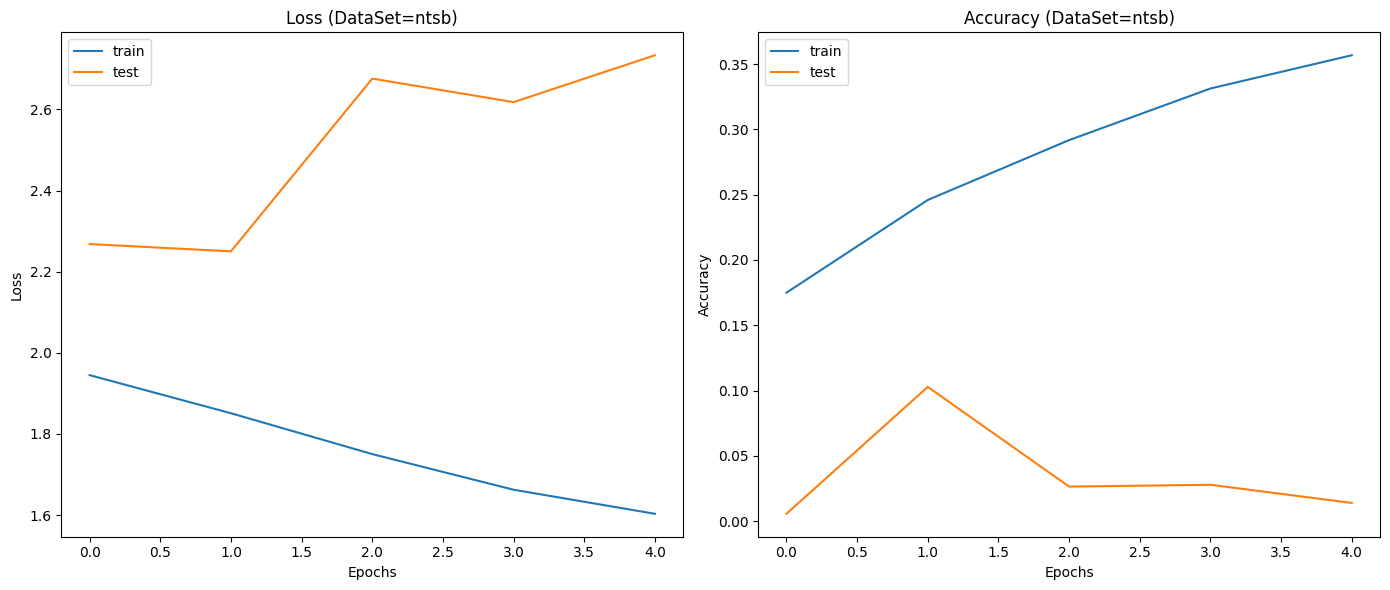 Loss (DataSet=ntsb)
train
test
2.6
2.4
2.2
2.0
1.8
1.6
Loss
0.0 0.5 1.0 1.5 2.0 2.5 3.0 3.5 4.0
Epochs
Accuracy (DataSet=ntsb)
train
test
0.35
0.30
0.25
0.20
0.15
0.10
0.05
0.00
Accuracy
0.0 0.5 1.0 1.5 2.0 2.5 3.0 3.5 4.0
Epochs